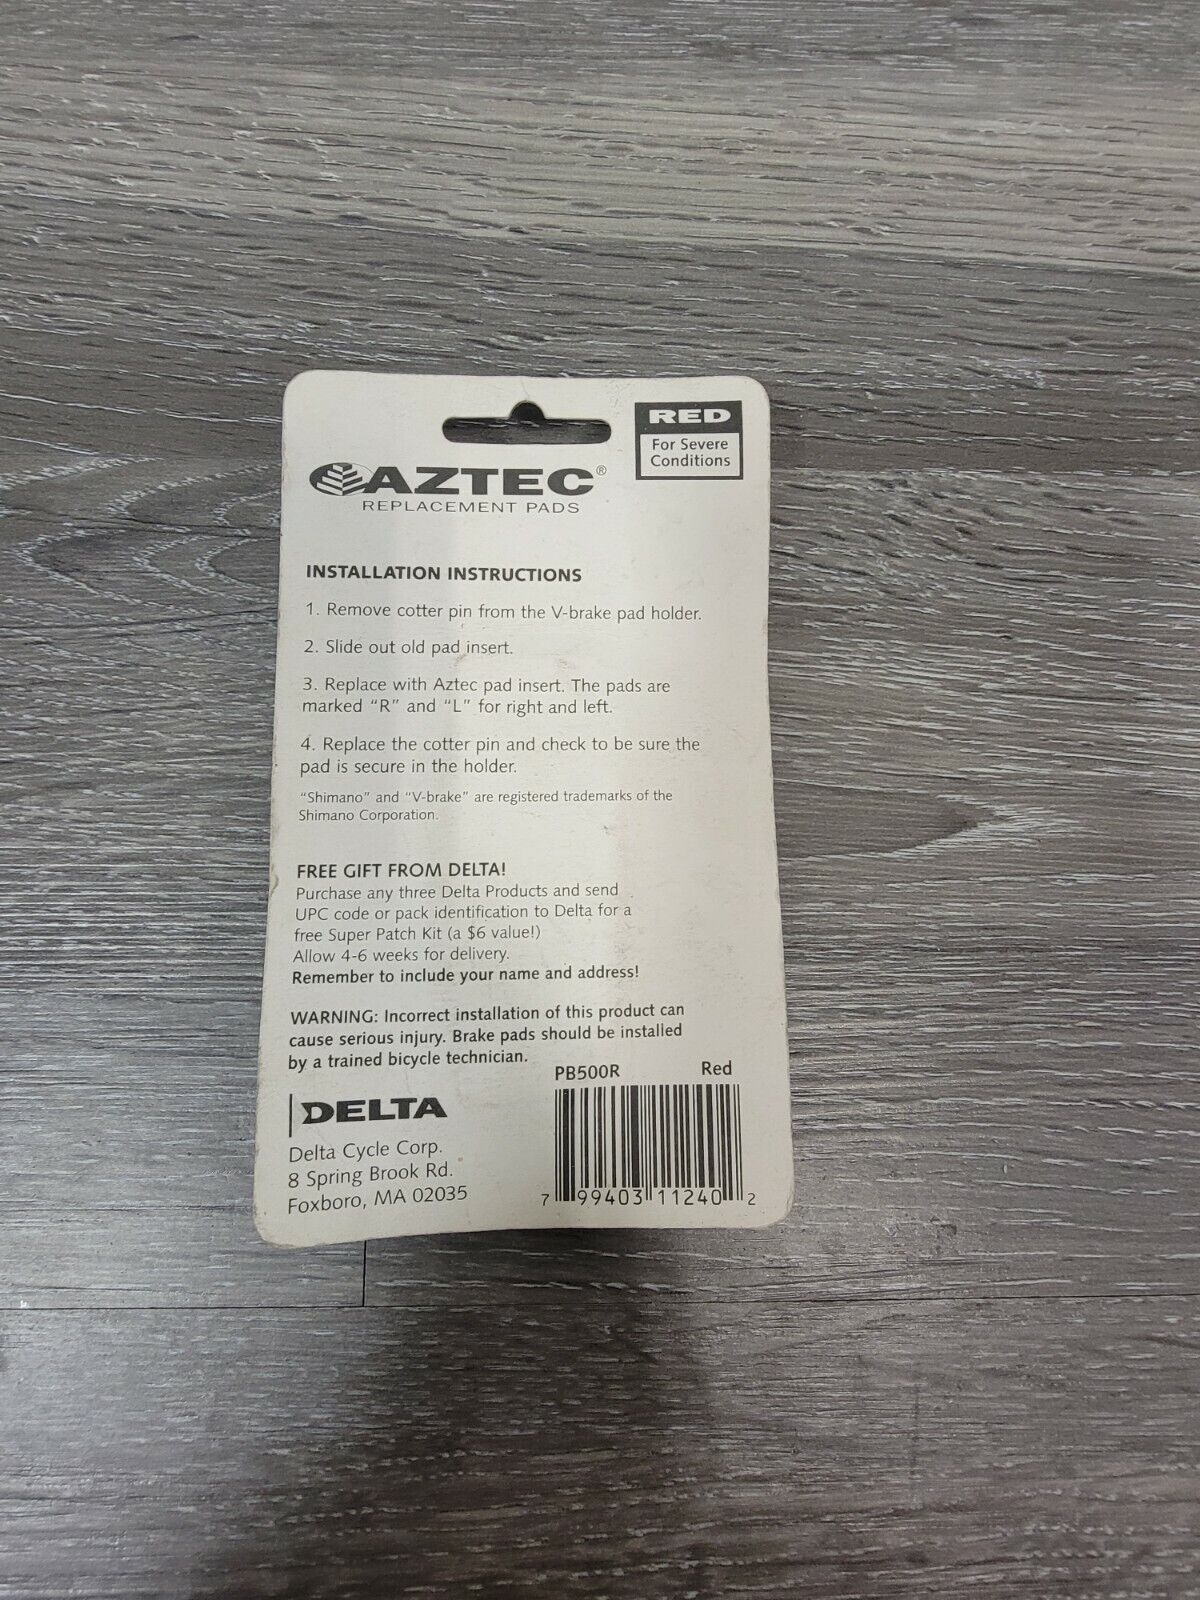 RED
For Severe
Conditions
AZTEC®
REPLACEMENT PADS
INSTALLATION INSTRUCTIONS
1. Remove cotter pin from the V-brake pad holder.
2. Slide out old pad insert.
3. Replace with Aztec pad insert. The pads are
marked “R” and “L” for right and left.
4. Replace the cotter pin and check to be sure the
pad is secure in the holder.
“Shimano” and “V-brake” are registered trademarks of the
Shimano Corporation.
FREE GIFT FROM DELTA!
Purchase any three Delta Products and send
UPC code or pack identification to Delta for a
free Super Patch Kit (a $6 value!)
Allow 4-6 weeks for delivery.
Remember to include your name and address!
WARNING: Incorrect installation of this product can
cause serious injury. Brake pads should be installed
by a trained bicycle technician.
PB500R Red
DELTA
Delta Cycle Corp.
8 Spring Brook Rd.
Foxboro, MA 02035
7 99403 11240 2